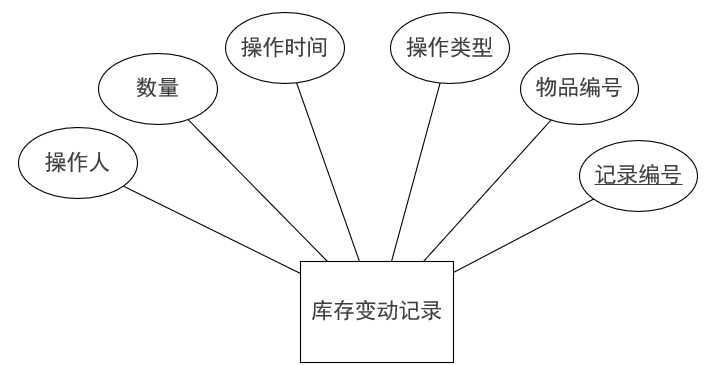 操作时间
操作类型
数量
物品编号
操作人
记录编号
库存变动记录